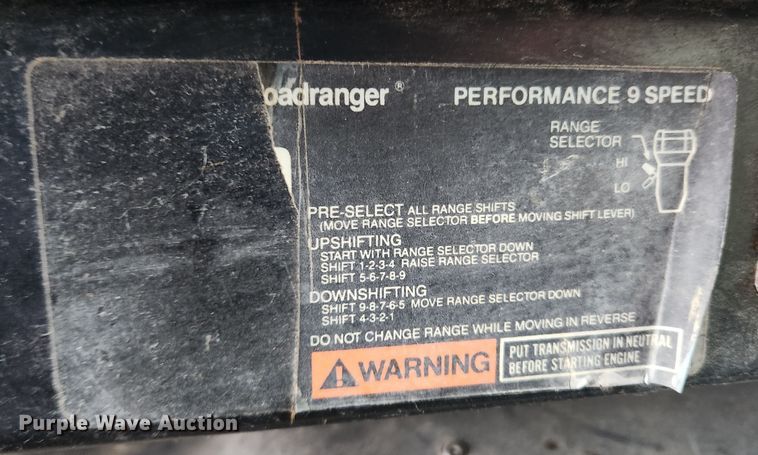 oadranger® PERFORMANCE 9 SPEED
RANGE
SELECTOR
HI
LO
PRE-SELECT ALL RANGE SHIFTS
(MOVE RANGE SELECTOR BEFORE MOVING SHIFT LEVER)
UPSHIFTING
START WITH RANGE SELECTOR DOWN
SHIFT 1-2-3-4 RAISE RANGE SELECTOR
SHIFT 5-6-7-8-9
DOWNSHIFTING
SHIFT 9-8-7-6-5 MOVE RANGE SELECTOR DOWN
SHIFT 4-3-2-1
DO NOT CHANGE RANGE WHILE MOVING IN REVERSE
WARNING
PUT TRANSMISSION IN NEUTRAL
BEFORE STARTING ENGINE
Purple Wave Auction